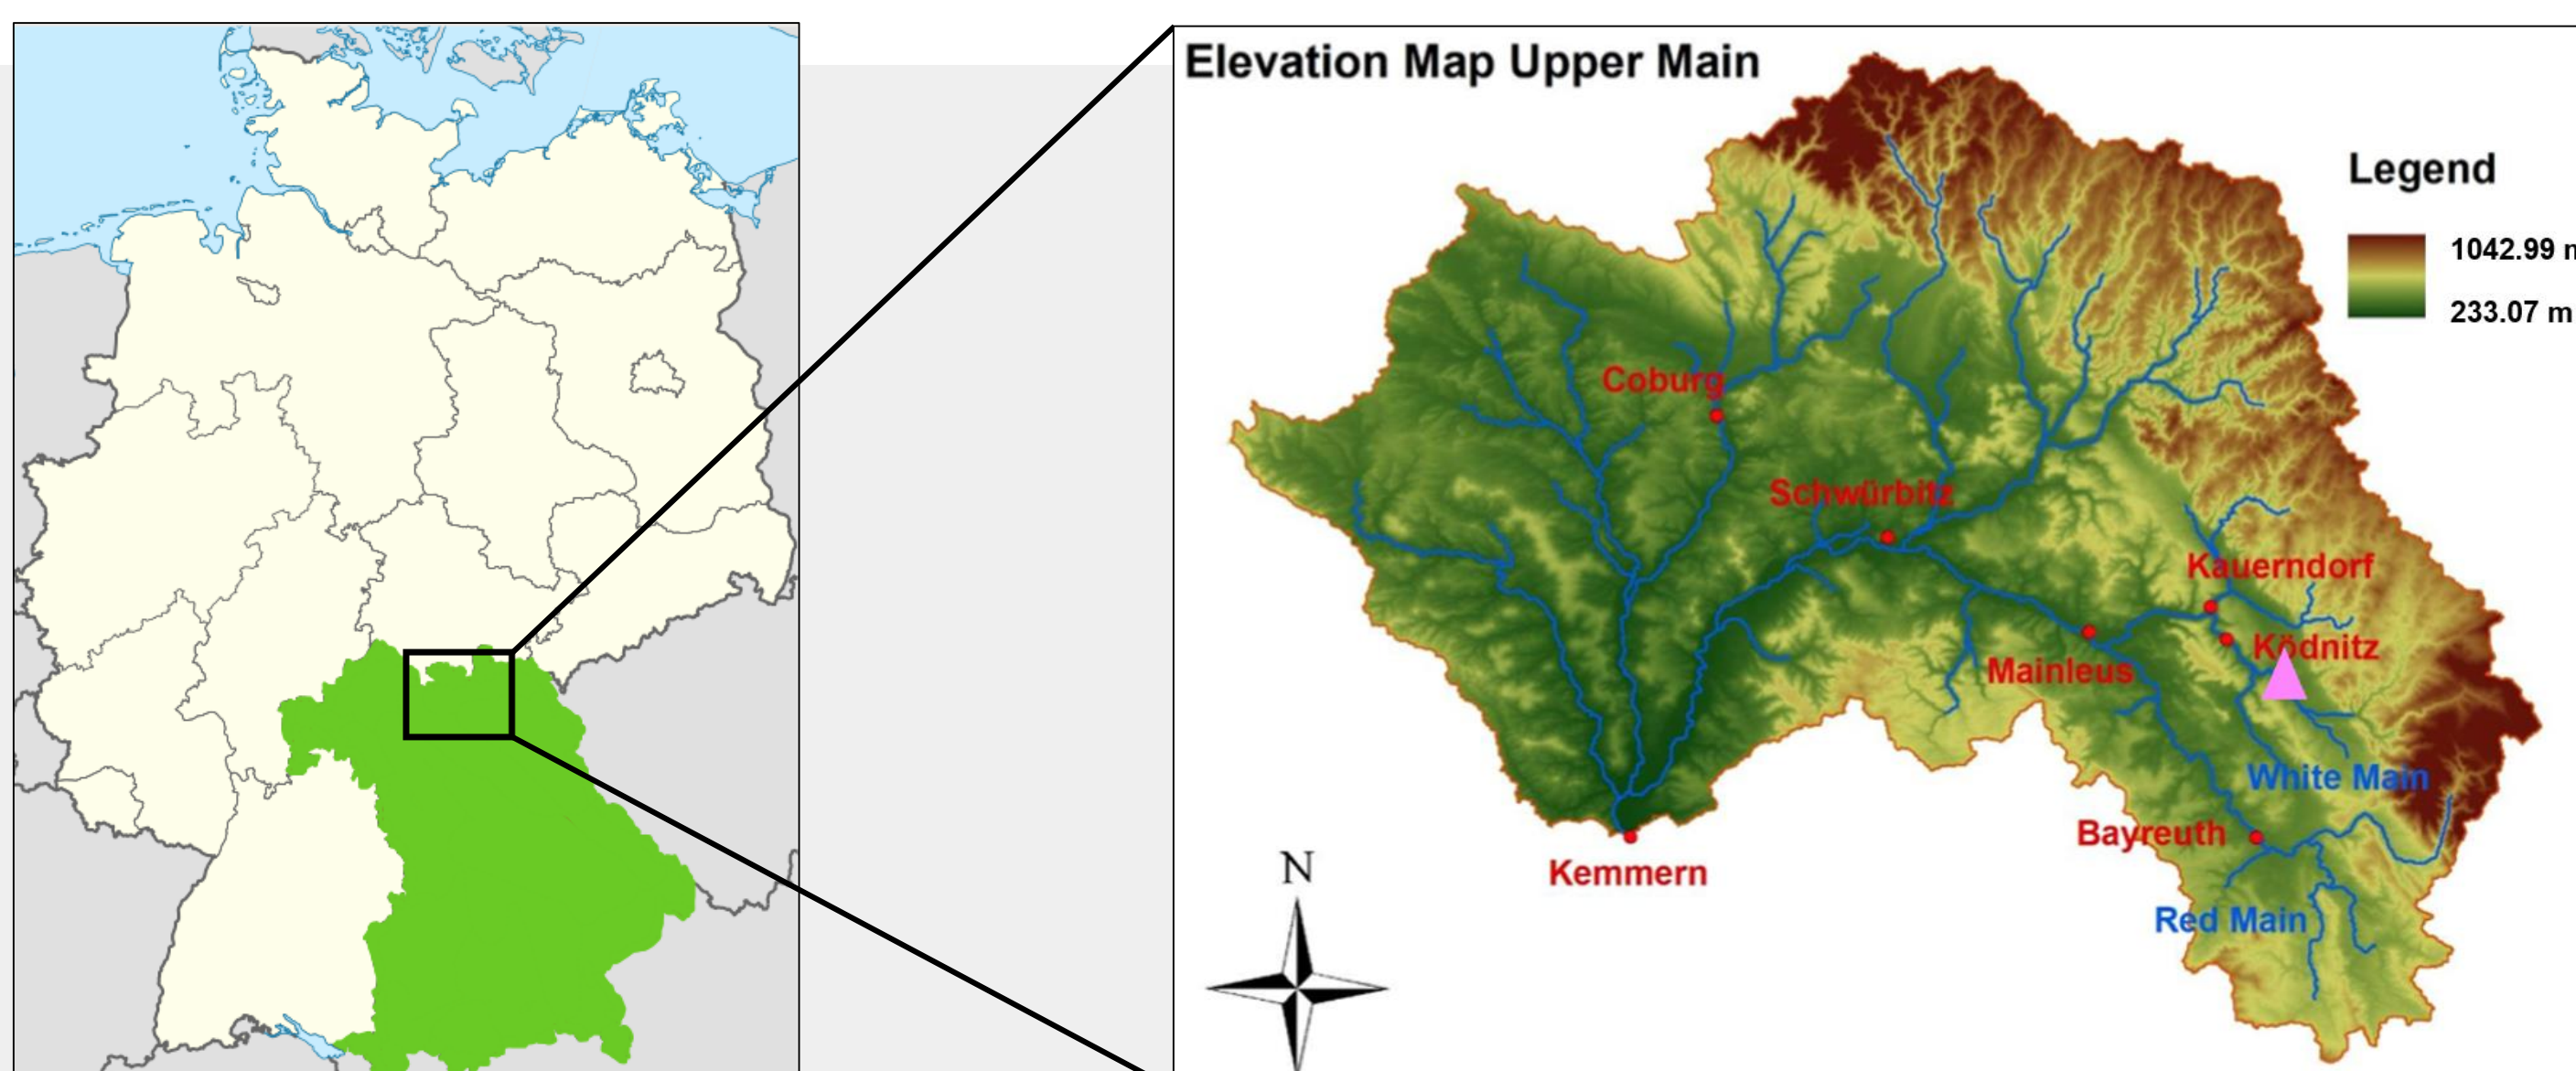 Elevation Map Upper Main
Legend
1042.99 m
233.07 m
Coburg
Schwürbitz
Kauerndorf
Ködnitz
Mainleus
White Main
Bayreuth
Kemmern
N
Red Main